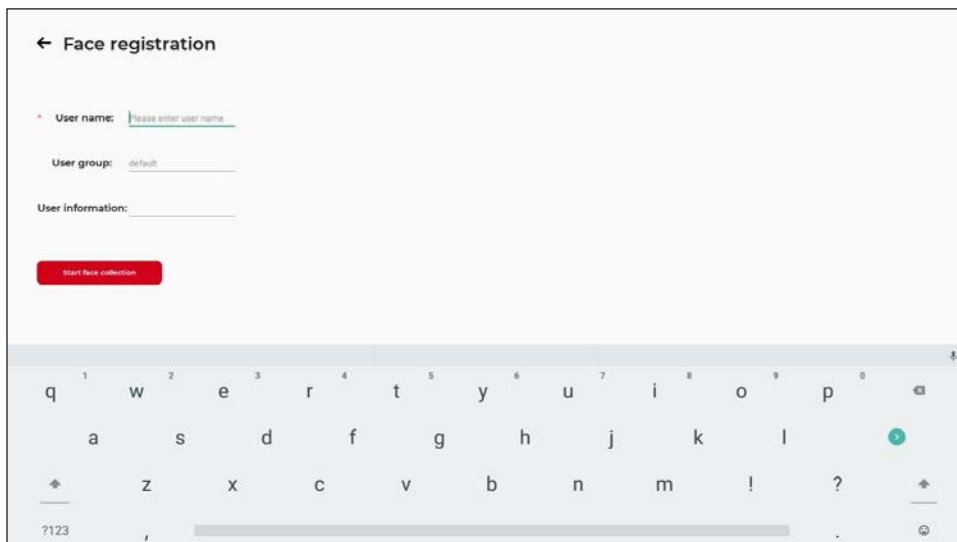 ← Face registration
* User name: Please enter user name
User group: default
User information:
Start face collection
1 2 3 4 5 6 7 8 9 0
q w e r t y u i o p
a s d f g h j k l
z x c v b n m ! ?
?123 , .